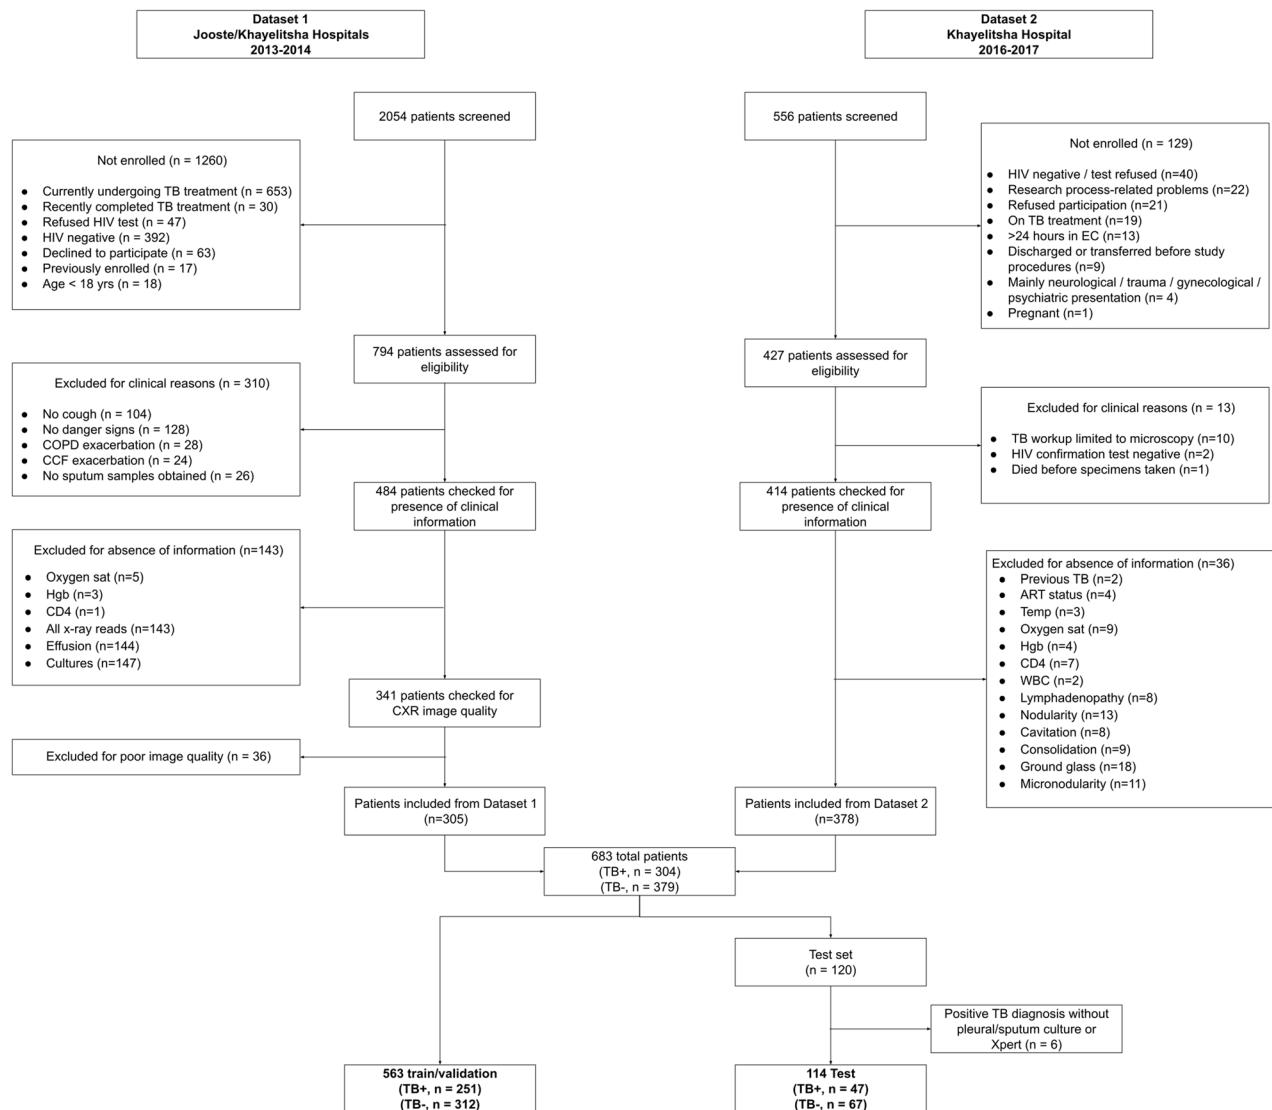 Dataset 1
Jooste/Khayelitsha Hospitals
2013-2014
Dataset 2
Khayelitsha Hospital
2016-2017
2054 patients screened
556 patients screened
Not enrolled (n = 1260)
● Currently undergoing TB treatment (n = 653)
● Recently completed TB treatment (n = 30)
● Refused HIV test (n = 47)
● HIV negative (n = 392)
● Declined to participate (n = 63)
● Previously enrolled (n = 17)
● Age < 18 yrs (n = 18)
Not enrolled (n = 129)
● HIV negative / test refused (n=40)
● Research process-related problems (n=22)
● Refused participation (n=21)
● On TB treatment (n=19)
● >24 hours in EC (n=13)
● Discharged or transferred before study
procedures (n=9)
● Mainly neurological / trauma / gynecological /
psychiatric presentation (n= 4)
● Pregnant (n=1)
794 patients assessed for
eligibility
427 patients assessed for
eligibility
Excluded for clinical reasons (n = 310)
● No cough (n = 104)
● No danger signs (n = 128)
● COPD exacerbation (n = 28)
● CCF exacerbation (n = 24)
● No sputum samples obtained (n = 26)
Excluded for clinical reasons (n = 13)
● TB workup limited to microscopy (n=10)
● HIV confirmation test negative (n=2)
● Died before specimens taken (n=1)
484 patients checked for
presence of clinical
information
414 patients checked for
presence of clinical
information
Excluded for absence of information (n=143)
● Oxygen sat (n=5)
● Hgb (n=3)
● CD4 (n=1)
● All x-ray reads (n=143)
● Effusion (n=144)
● Cultures (n=147)
Excluded for absence of information (n=36)
● Previous TB (n=2)
● ART status (n=4)
● Temp (n=3)
● Oxygen sat (n=9)
● Hgb (n=4)
● CD4 (n=7)
● WBC (n=2)
● Lymphadenopathy (n=8)
● Nodularity (n=13)
● Cavitation (n=8)
● Consolidation (n=9)
● Ground glass (n=18)
● Micronodularity (n=11)
341 patients checked for
CXR image quality
Excluded for poor image quality (n = 36)
Patients included from Dataset 1
(n=305)
Patients included from Dataset 2
(n=378)
683 total patients
(TB+, n = 304)
(TB-, n = 379)
Test set
(n = 120)
Positive TB diagnosis without
pleural/sputum culture or
Xpert (n = 6)
563 train/validation
(TB+, n = 251)
(TB-, n = 312)
114 Test
(TB+, n = 47)
(TB-, n = 67)